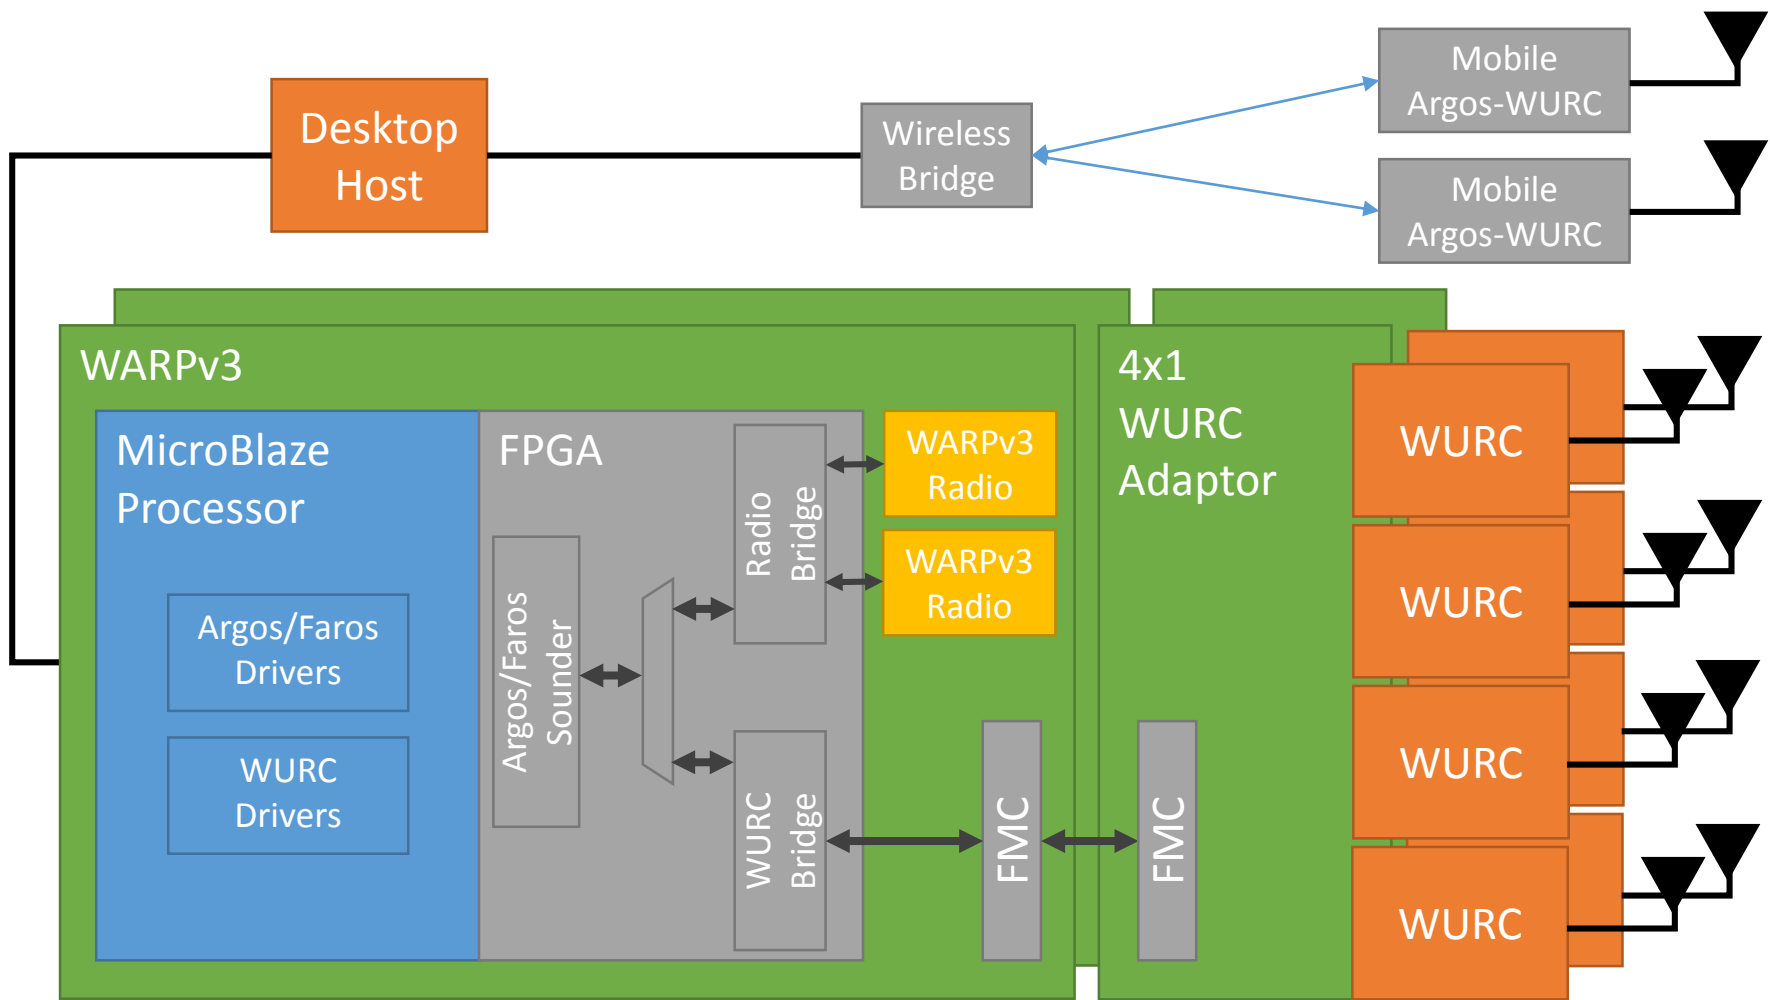 Desktop
Host
Wireless
Bridge
Mobile
Argos-WURC
Mobile
Argos-WURC
WARPv3
MicroBlaze
Processor
Argos/Faros
Drivers
WURC
Drivers
FPGA
Argos/Faros
Sounder
Radio
Bridge
WURC
Bridge
WARPv3
Radio
WARPv3
Radio
FMC
4x1
WURC
Adaptor
FMC
WURC
WURC
WURC
WURC